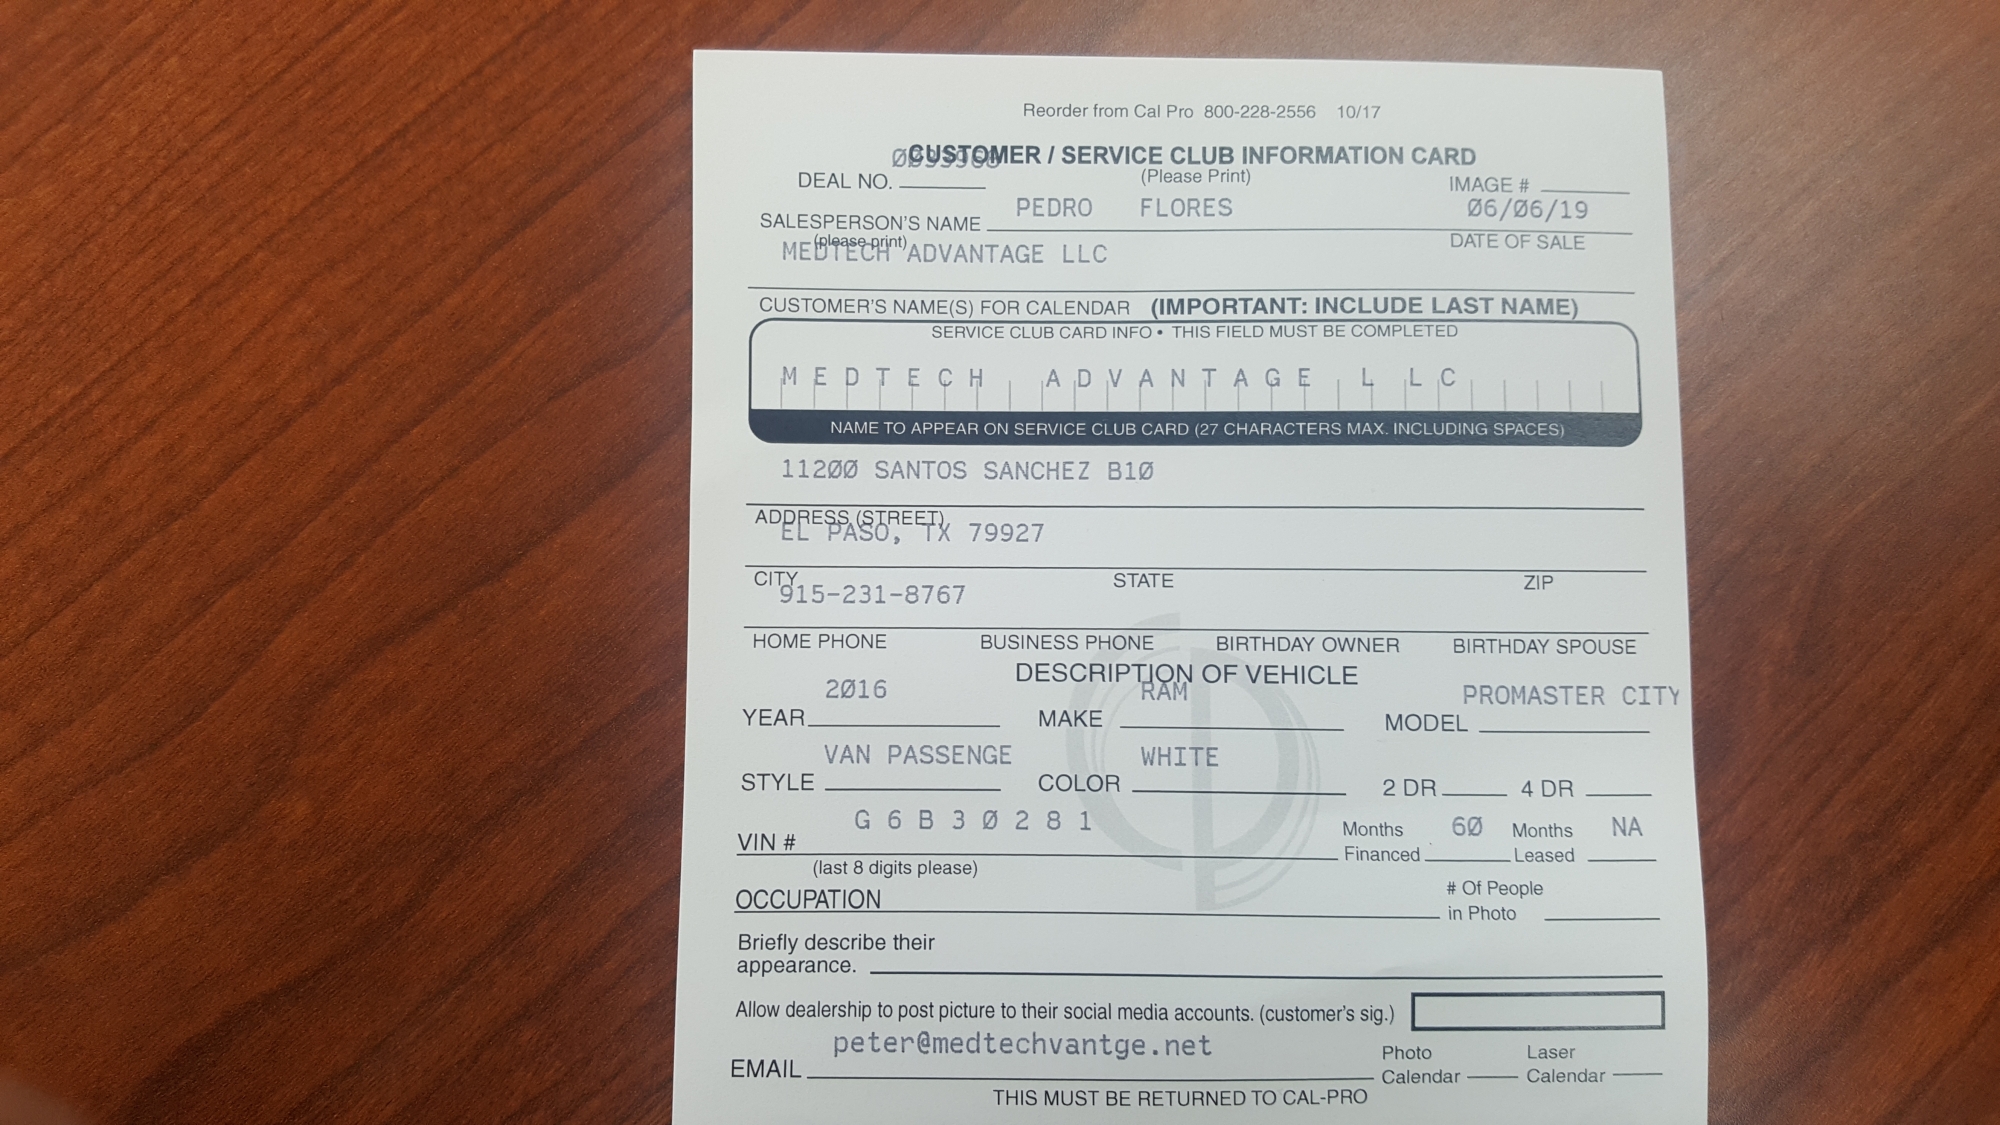 Reorder from Cal Pro 800-228-2556 10/17
CUSTOMER / SERVICE CLUB INFORMATION CARD
(Please Print)
DEAL NO. IMAGE #
SALESPERSON'S NAME PEDRO FLORES 06/06/19
(please print) DATE OF SALE
MEDTECH ADVANTAGE LLC
CUSTOMER'S NAME(S) FOR CALENDAR (IMPORTANT: INCLUDE LAST NAME)
SERVICE CLUB CARD INFO • THIS FIELD MUST BE COMPLETED
MEDTECH ADVANTAGE LLC
NAME TO APPEAR ON SERVICE CLUB CARD (27 CHARACTERS MAX. INCLUDING SPACES)
11200 SANTOS SANCHEZ B10
ADDRESS (STREET)
EL PASO, TX 79927
CITY STATE ZIP
915-231-8767
HOME PHONE BUSINESS PHONE BIRTHDAY OWNER BIRTHDAY SPOUSE
DESCRIPTION OF VEHICLE
YEAR 2016 MAKE RAM MODEL PROMASTER CITY
STYLE VAN PASSENGE COLOR WHITE 2 DR 4 DR
VIN # G6B30281 Months Financed 60 Months Leased NA
(last 8 digits please)
OCCUPATION # Of People in Photo
Briefly describe their
appearance.
Allow dealership to post picture to their social media accounts. (customer's sig.)
EMAIL peter@medtechvantge.net Photo Calendar Laser Calendar
THIS MUST BE RETURNED TO CAL-PRO